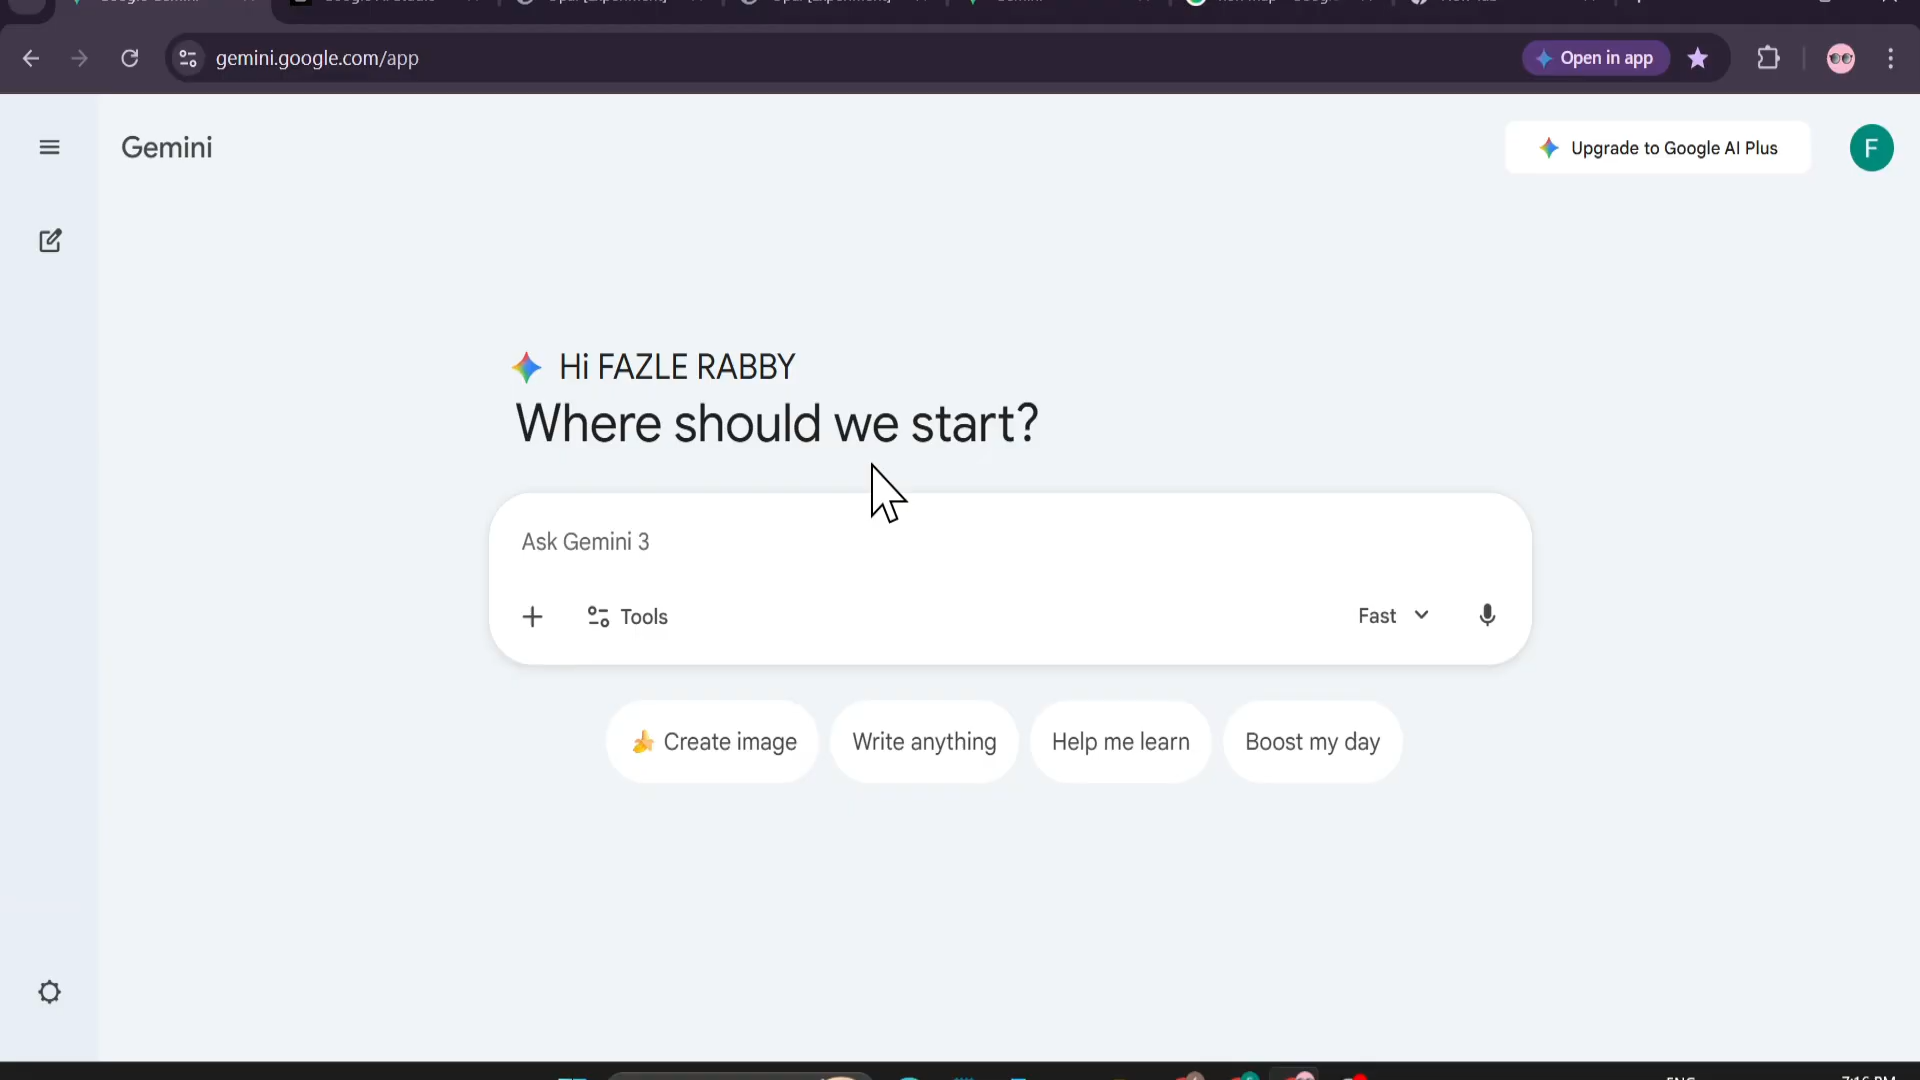 gemini.google.com/app
Open in app
Gemini
Upgrade to Google AI Plus
F
Hi FAZLE RABBY
Where should we start?
Ask Gemini 3
Tools
Fast
Create image
Write anything
Help me learn
Boost my day